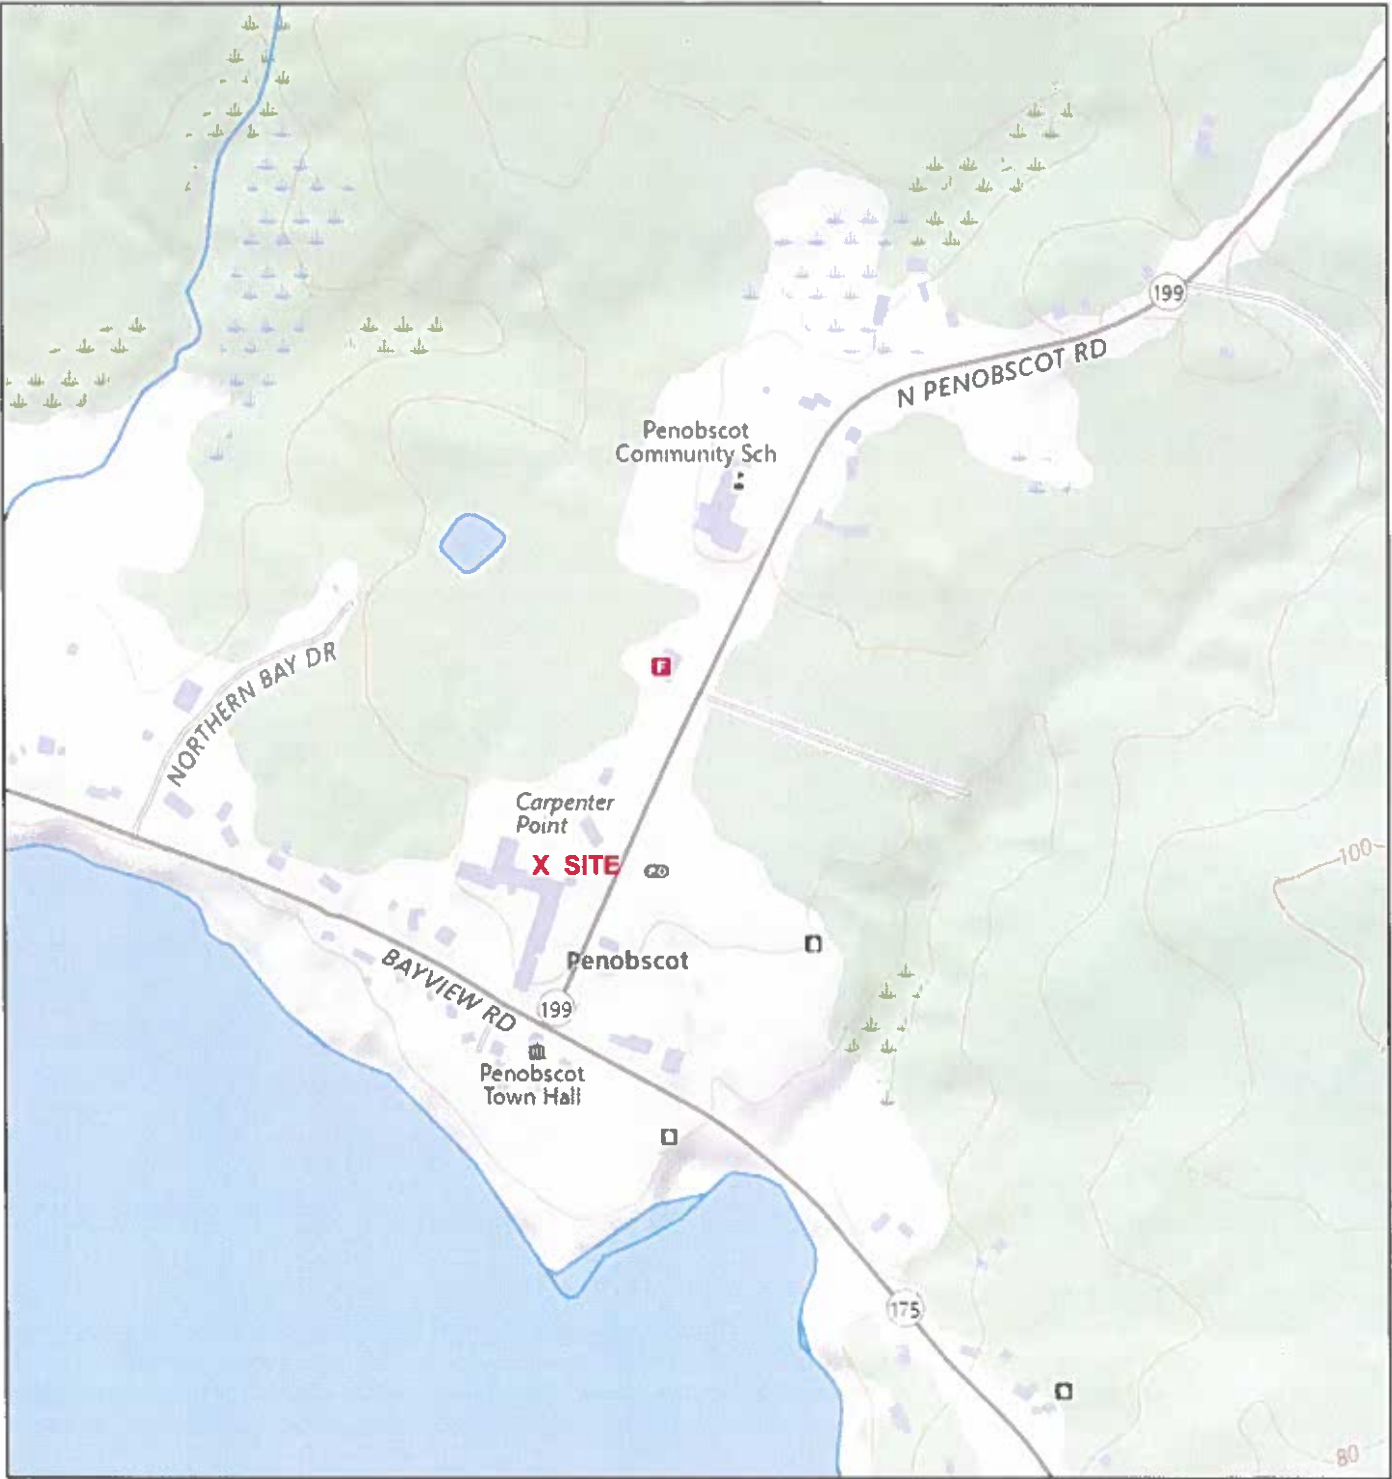 199
N PENOBSCOT RD
Penobscot
Community Sch
NORTHERN BAY DR
F
Carpenter
Point
X SITE
100
Penobscot
BAYVIEW RD
199
Penobscot
Town Hall
175
80